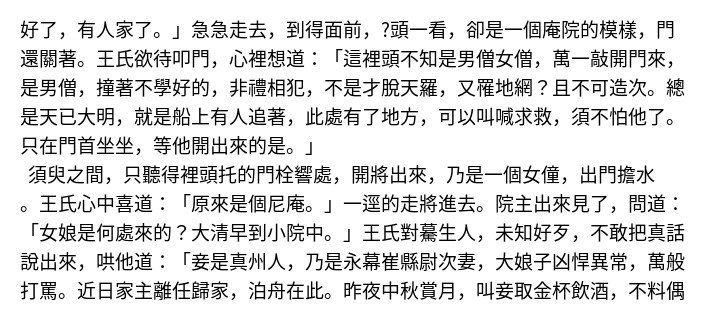 好了，有人家了。」急急走去，到得面前，?頭一看，卻是一個庵院的模樣，門
還關著。王氏欲待叩門，心裡想道：「這裡頭不知是男僧女僧，萬一敲開門來，
是男僧，撞著不學好的，非禮相犯，不是才脫天羅，又罹地網？且不可造次。總
是天已大明，就是船上有人追著，此處有了地方，可以叫喊求救，須不怕他了。
只在門首坐坐，等他開出來的是。」
須臾之間，只聽得裡頭托的門栓響處，開將出來，乃是一個女僮，出門擔水
。王氏心中喜道：「原來是個尼庵。」一逕的走將進去。院主出來見了，問道：
「女娘是何處來的？大清早到小院中。」王氏對驀生人，未知好歹，不敢把真話
說出來，哄他道：「妾是真州人，乃是永幕崔縣尉次妻，大娘子凶悍異常，萬般
打罵。近日家主離任歸家，泊舟在此。昨夜中秋賞月，叫妾取金杯飲酒，不料偶